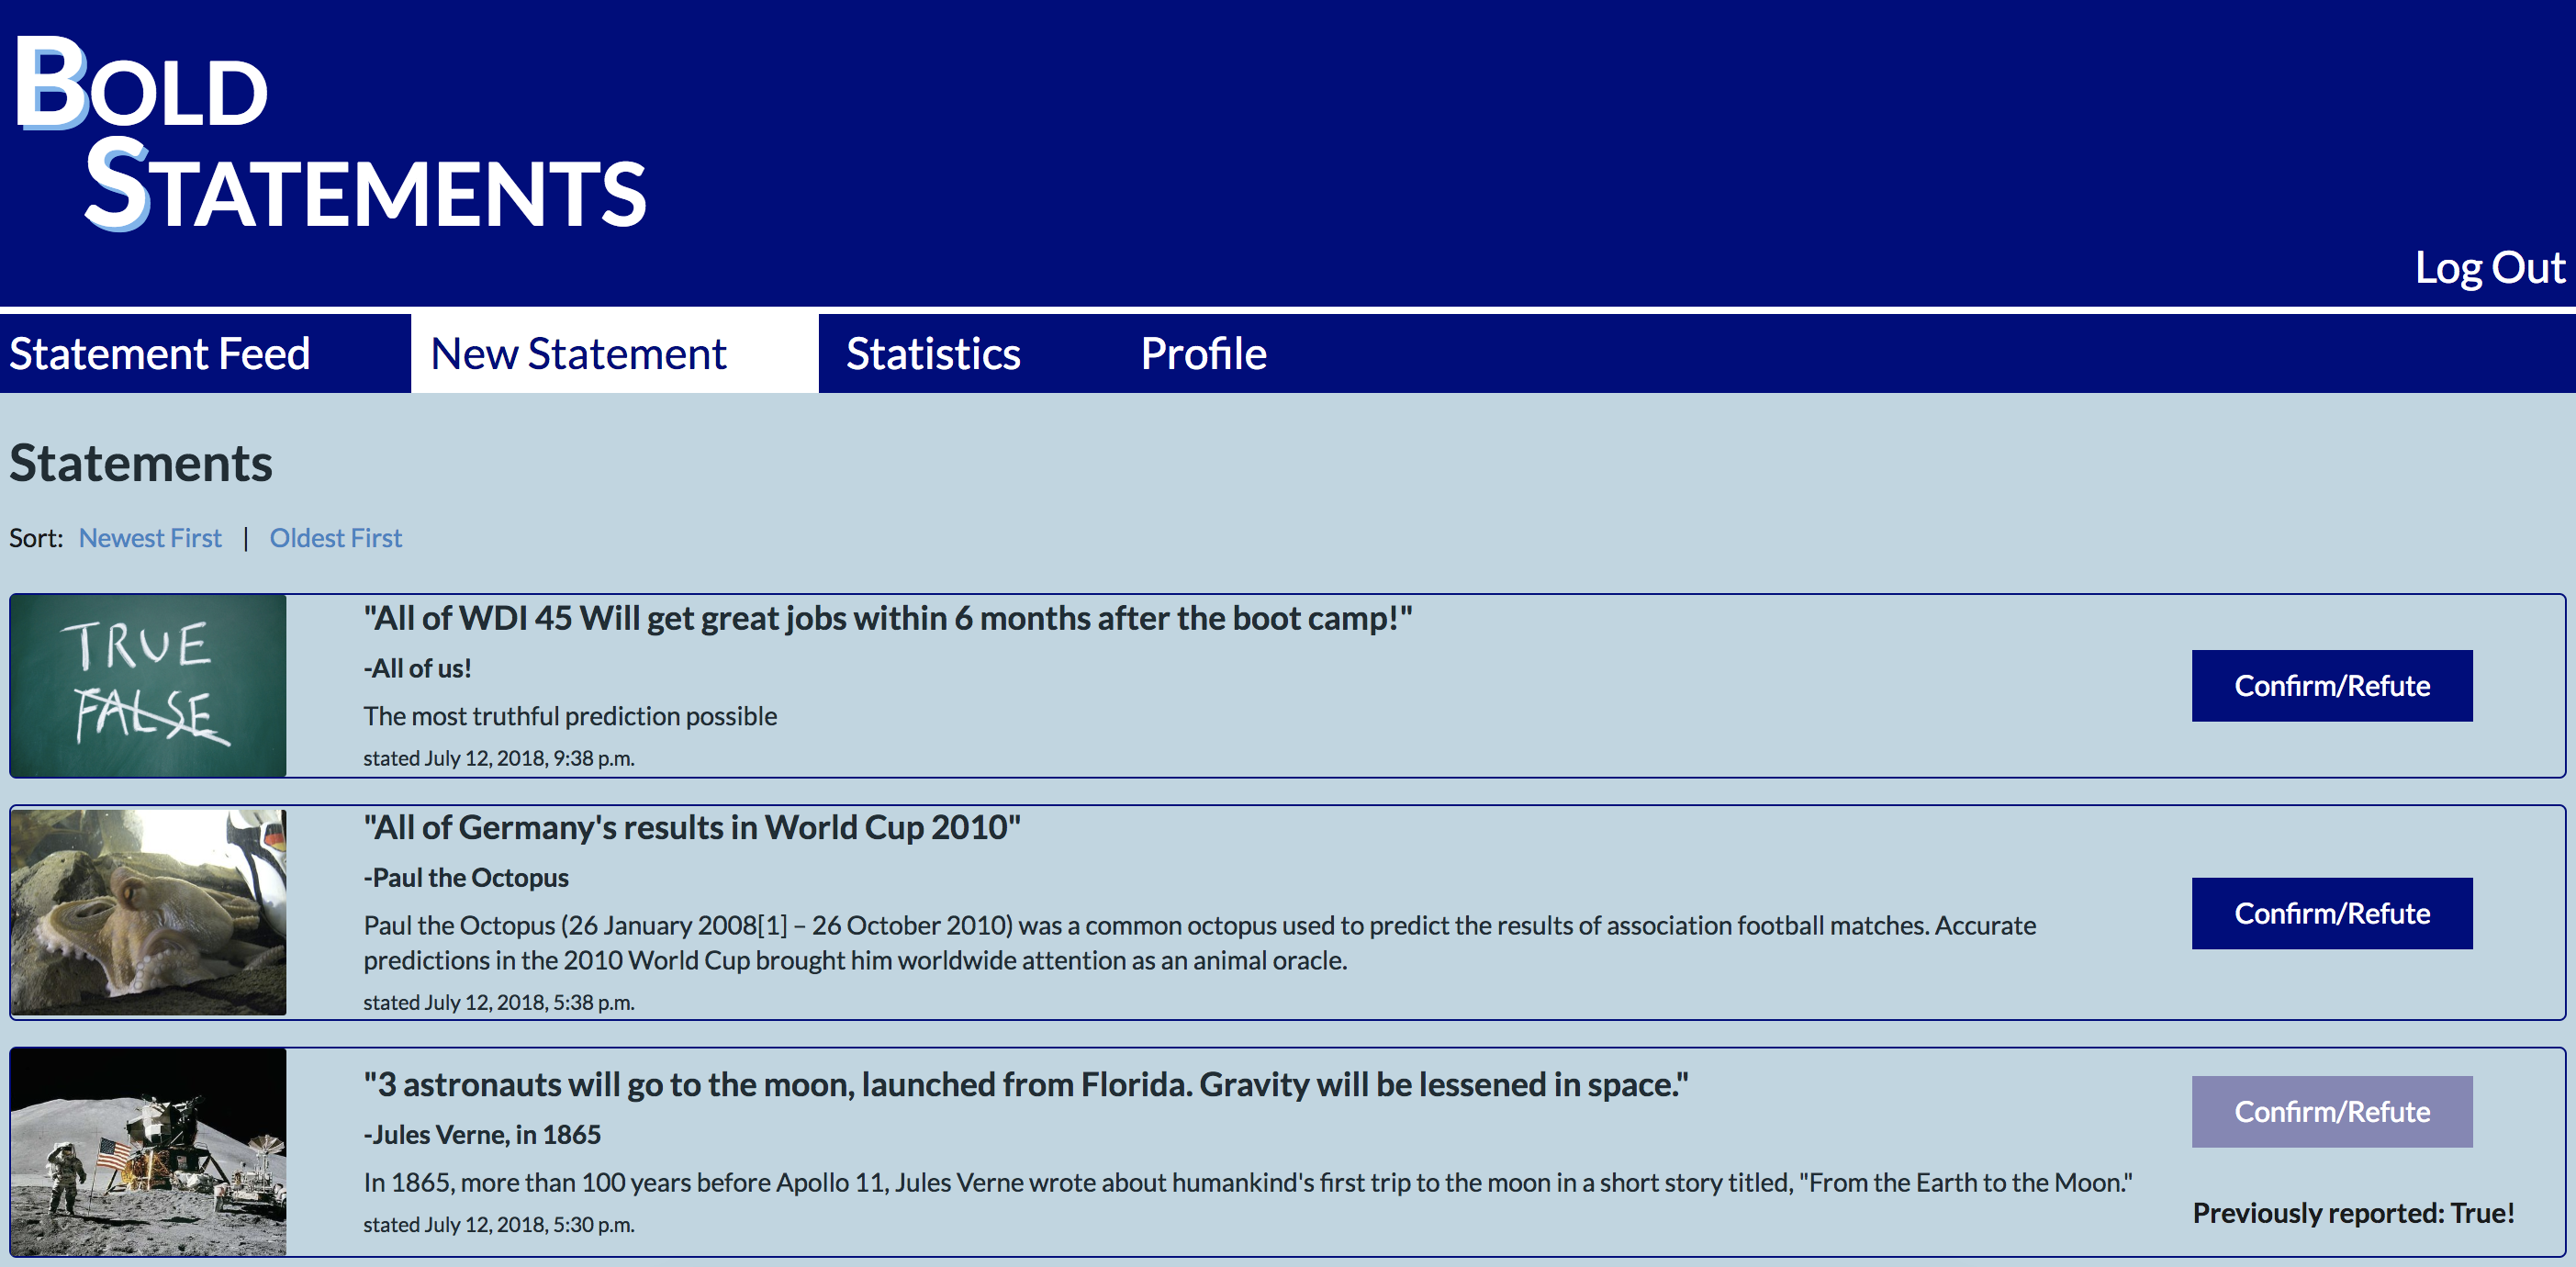 BOLD
STATEMENTS
Log Out
Statement Feed
New Statement
Statistics
Profile
Statements
Sort: Newest First | Oldest First
TRUE
FALSE
"All of WDI 45 Will get great jobs within 6 months after the boot camp!"
-All of us!
The most truthful prediction possible
stated July 12, 2018, 9:38 p.m.
Confirm/Refute
"All of Germany's results in World Cup 2010"
-Paul the Octopus
Paul the Octopus (26 January 2008[1] – 26 October 2010) was a common octopus used to predict the results of association football matches. Accurate
predictions in the 2010 World Cup brought him worldwide attention as an animal oracle.
stated July 12, 2018, 5:38 p.m.
Confirm/Refute
"3 astronauts will go to the moon, launched from Florida. Gravity will be lessened in space."
-Jules Verne, in 1865
In 1865, more than 100 years before Apollo 11, Jules Verne wrote about humankind's first trip to the moon in a short story titled, "From the Earth to the Moon."
stated July 12, 2018, 5:30 p.m.
Confirm/Refute
Previously reported: True!